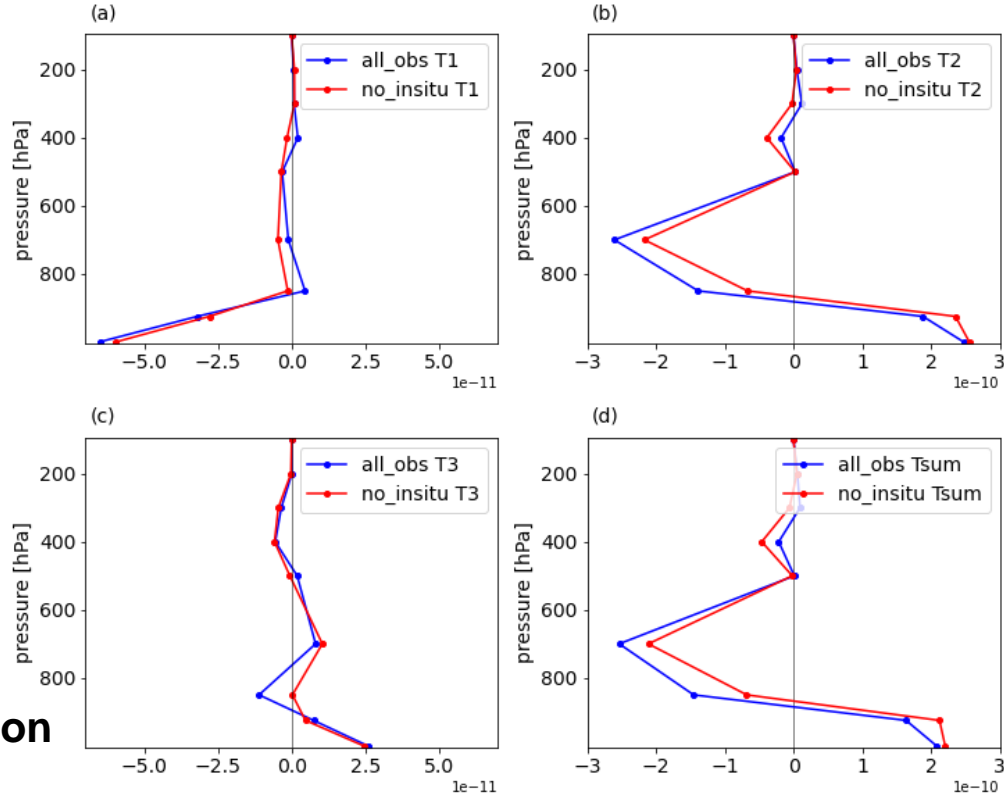 (a)
all_obs T1
no_insitu T1
pressure [hPa]
200
400
600
800
−5.0 −2.5 0.0 2.5 5.0
1e−11
(b)
all_obs T2
no_insitu T2
pressure [hPa]
200
400
600
800
−3 −2 −1 0 1 2 3
1e−10
(c)
all_obs T3
no_insitu T3
pressure [hPa]
200
400
600
800
on
−5.0 −2.5 0.0 2.5 5.0
1e−11
(d)
all_obs Tsum
no_insitu Tsum
pressure [hPa]
200
400
600
800
−3 −2 −1 0 1 2 3
1e−10